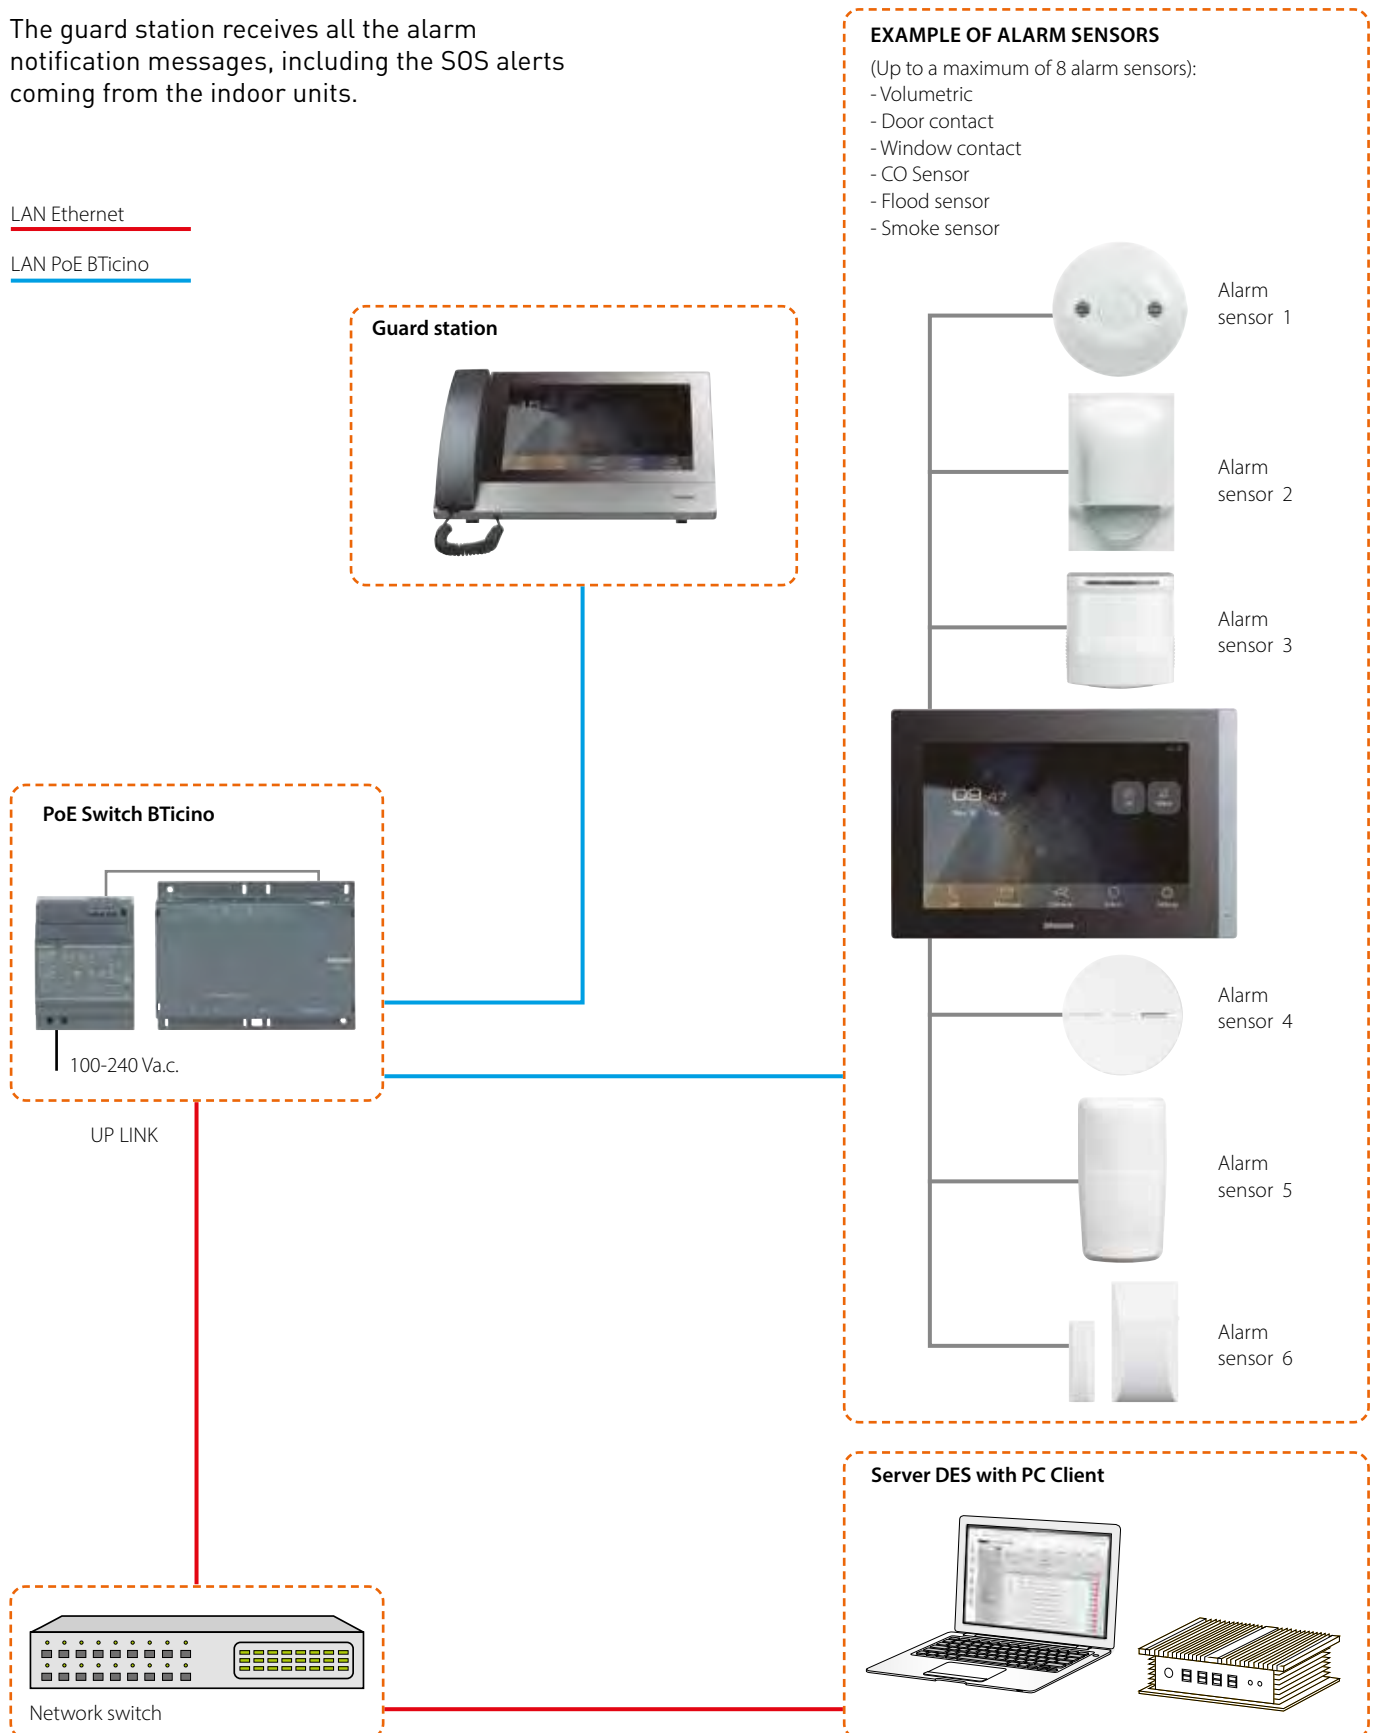 The guard station receives all the alarm
notification messages, including the SOS alerts
coming from the indoor units.
LAN Ethernet
LAN PoE BTicino
EXAMPLE OF ALARM SENSORS
(Up to a maximum of 8 alarm sensors):
- Volumetric
- Door contact
- Window contact
- CO Sensor
- Flood sensor
- Smoke sensor
Alarm
sensor 1
Guard station
Alarm
sensor 2
Alarm
sensor 3
09:47
PoE Switch BTicino
100-240 Va.c.
UP LINK
Alarm
sensor 4
Alarm
sensor 5
Alarm
sensor 6
Server DES with PC Client
Network switch